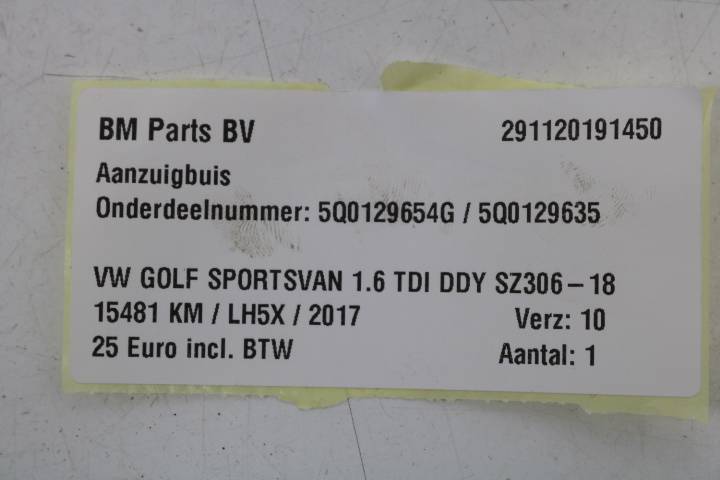 BM Parts BV 291120191450
Aanzuigbuis
Onderdeelnummer: 5Q0129654G / 5Q0129635
VW GOLF SPORTSVAN 1.6 TDI DDY SZ306-18
15481 KM / LH5X / 2017 Verz: 10
25 Euro incl. BTW Aantal: 1